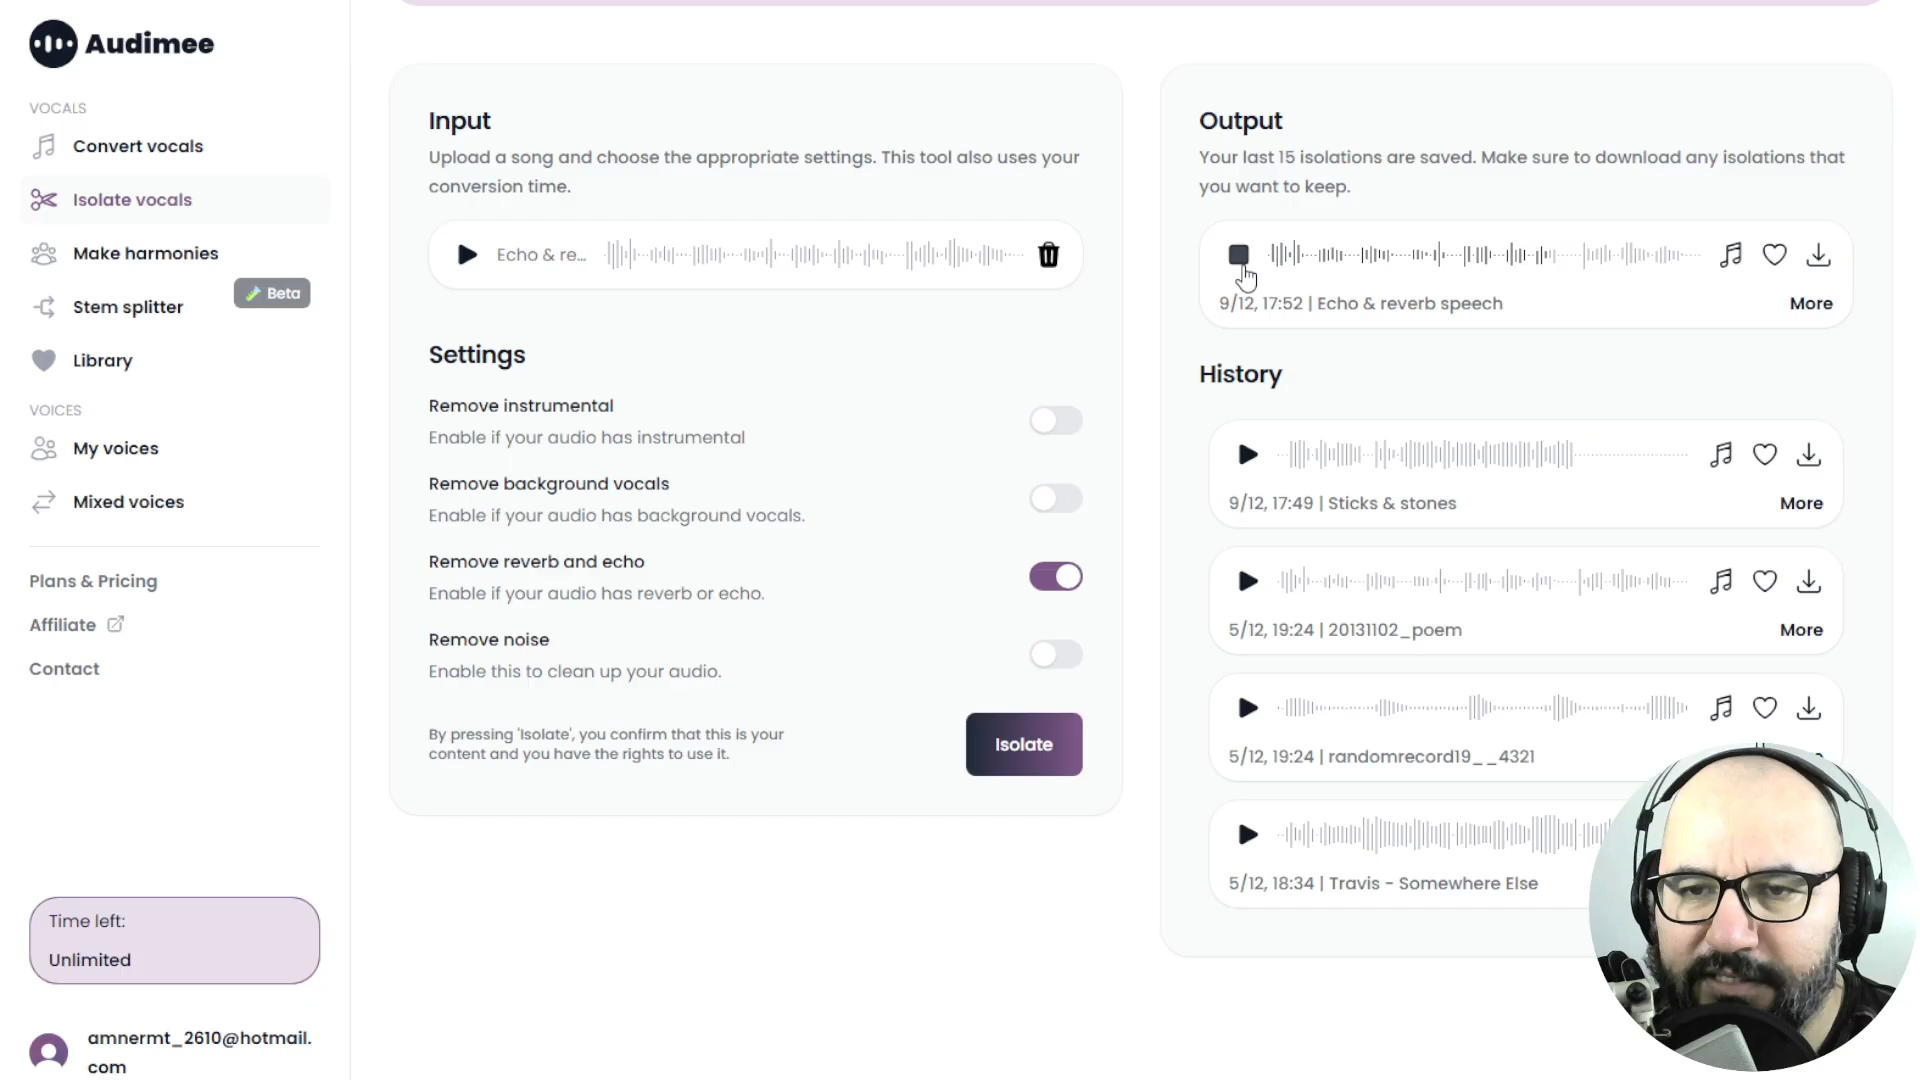 Audimee
VOCALS
Convert vocals
Isolate vocals
Make harmonies
Beta
Stem splitter
Library
VOICES
My voices
Mixed voices
Plans & Pricing
Affiliate
Contact
Time left:
Unlimited
amnermt_2610@hotmail.
com
Input
Upload a song and choose the appropriate settings. This tool also uses your
conversion time.
Echo & re...
Settings
Remove instrumental
Enable if your audio has instrumental
Remove background vocals
Enable if your audio has background vocals.
Remove reverb and echo
Enable if your audio has reverb or echo.
Remove noise
Enable this to clean up your audio.
By pressing 'Isolate', you confirm that this is your
content and you have the rights to use it.
Isolate
Output
Your last 15 isolations are saved. Make sure to download any isolations that
you want to keep.
9/12, 17:52 | Echo & reverb speech
More
History
9/12, 17:49 | Sticks & stones
More
5/12, 19:24 | 20131102_poem
More
5/12, 19:24 | randomrecord19__4321
5/12, 18:34 | Travis - Somewhere Else